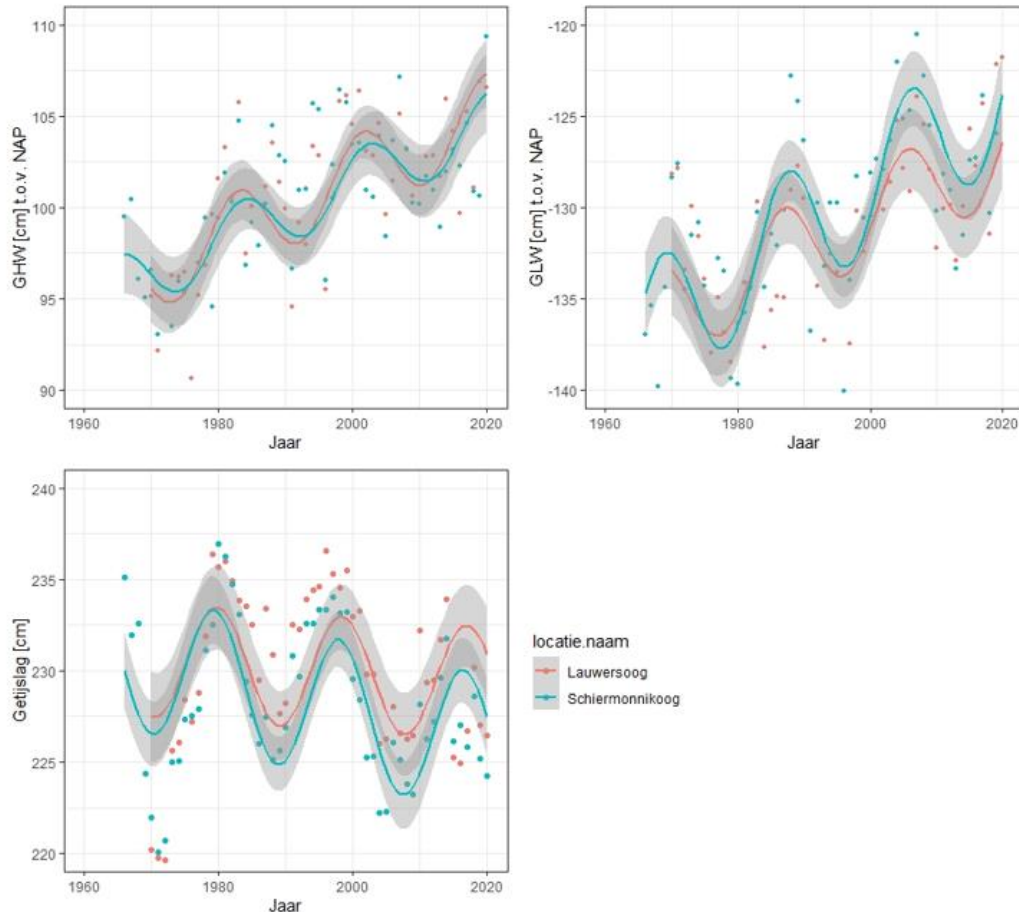 GHW [cm] t.o.v. NAP
110
105
100
95
90
1960 1980 2000 2020
Jaar
GLW [cm] t.o.v. NAP
-120
-125
-130
-135
-140
1960 1980 2000 2020
Jaar
Getijslag [cm]
240
235
230
225
220
1960 1980 2000 2020
Jaar
locatie.naam
Lauwersoog
Schiermonnikoog